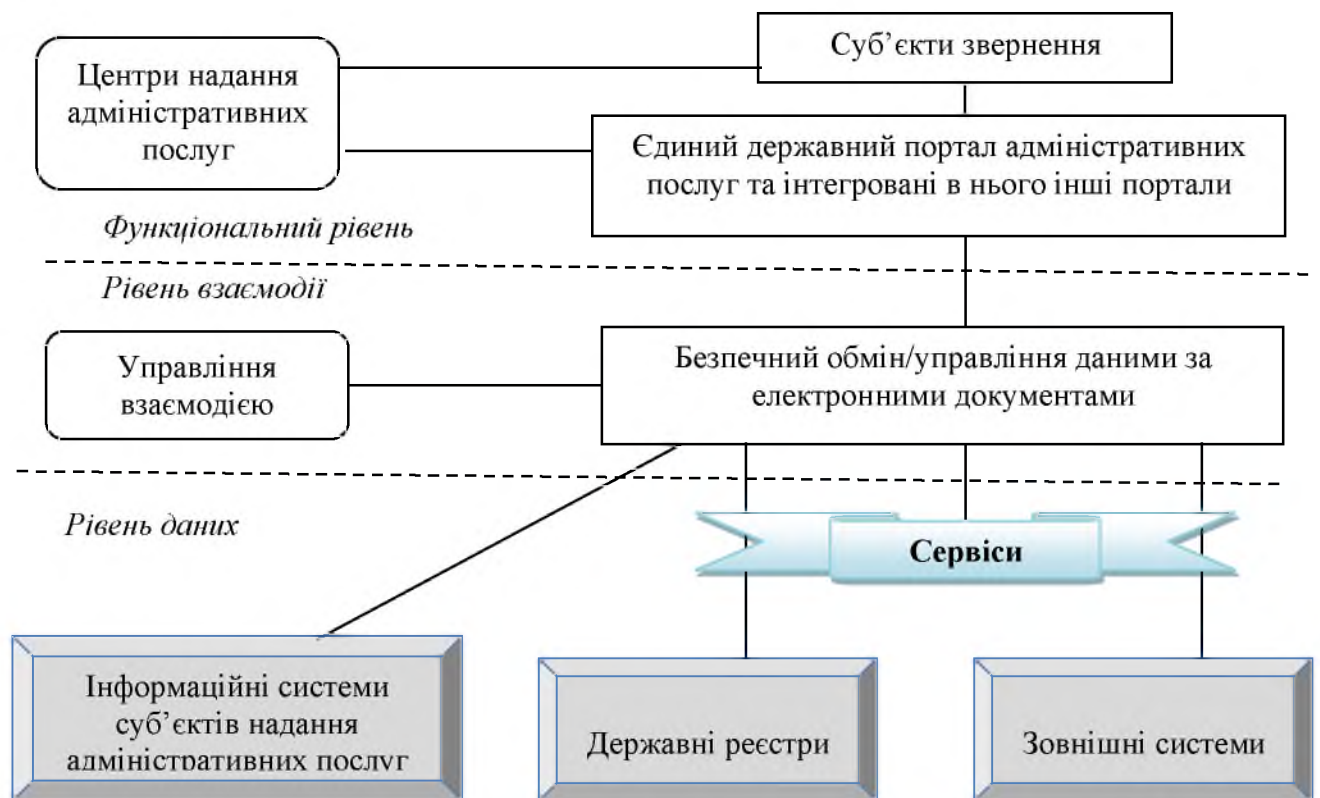 Суб’єкти звернення
Центри надання
адміністративних
послуг
Єдиний державний портал адміністративних
послуг та інтегровані в нього інші портали
Функціональний рівень
Рівень взаємодії
Управління
взаємодією
Безпечний обмін/управління даними за
електронними документами
Рівень даних
Сервіси
Інформаційні системи
суб’єктів надання
адміністративних послуг
Державні реєстри
Зовнішні системи